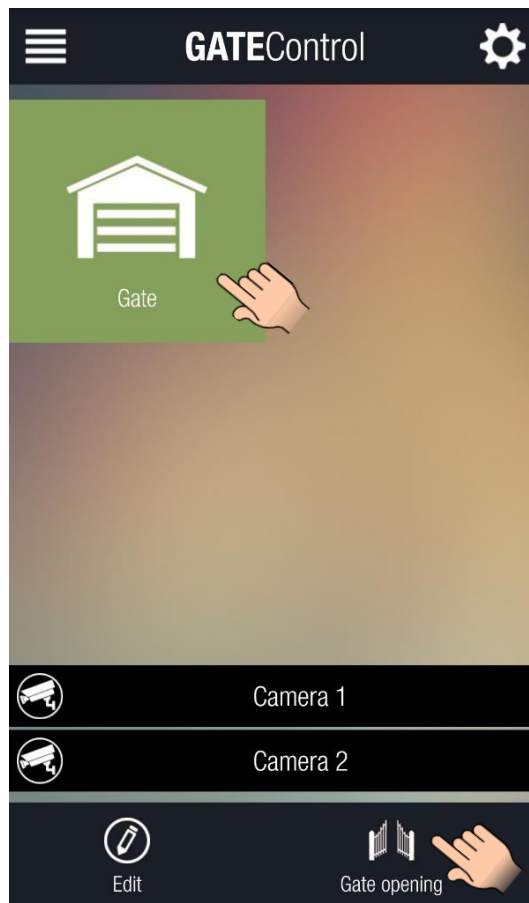 GATEControl
Gate
Camera 1
Camera 2
Edit
Gate opening